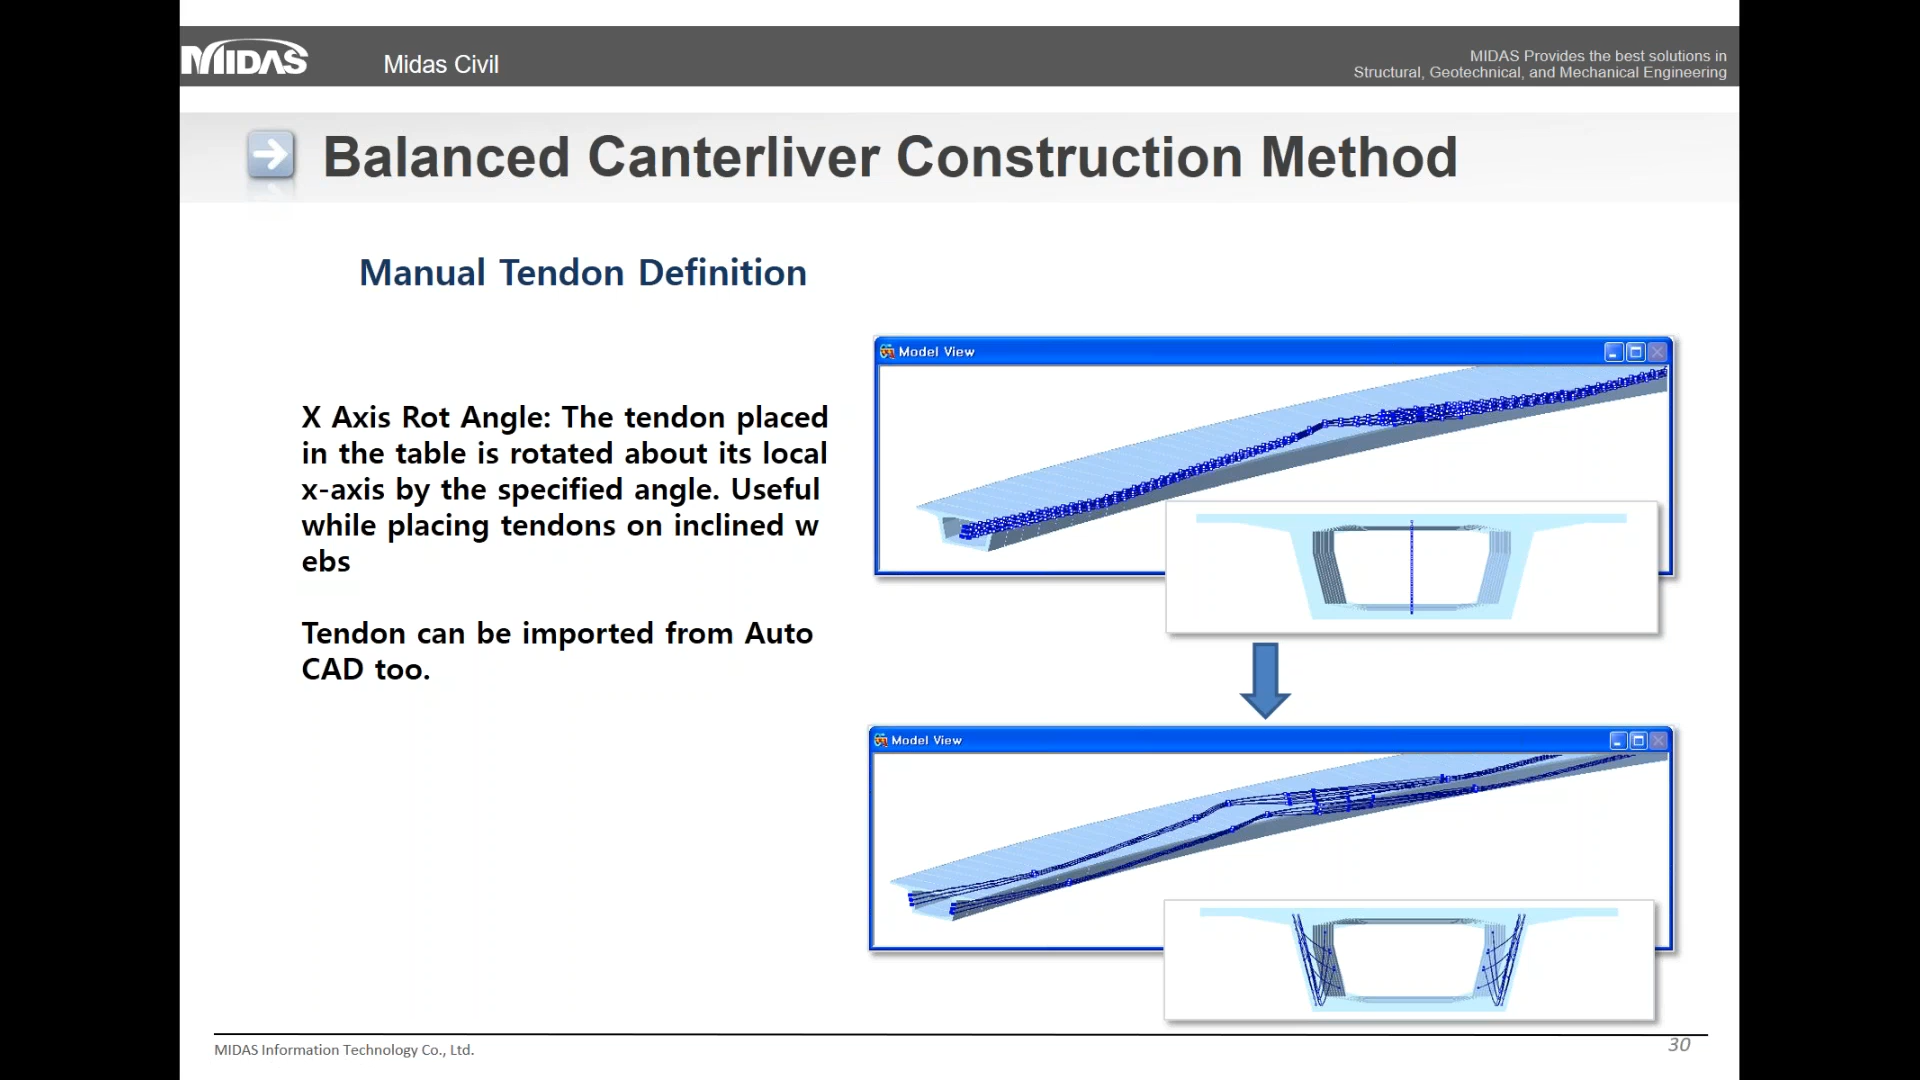 MIDAS
Midas Civil
MIDAS Provides the best solutions in
Structural, Geotechnical, and Mechanical Engineering
Balanced Canterliver Construction Method
Manual Tendon Definition
X Axis Rot Angle: The tendon placed
in the table is rotated about its local
x-axis by the specified angle. Useful
while placing tendons on inclined w
ebs
Tendon can be imported from Auto
CAD too.
Model View
Model View
MIDAS Information Technology Co., Ltd.
30